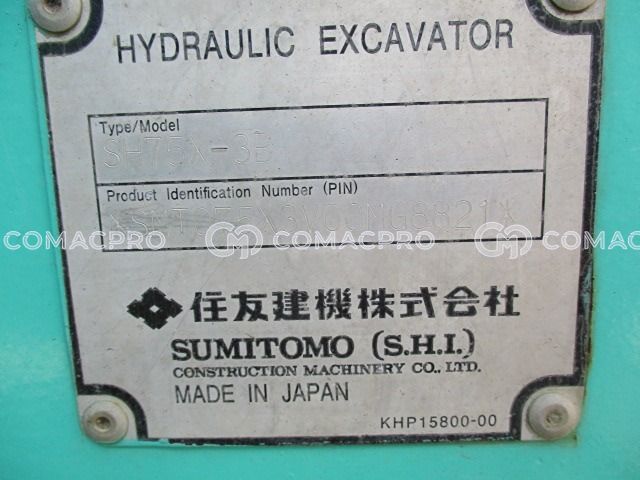 HYDRAULIC EXCAVATOR
Type/Model
SH75X-3B
Product Identification Number (PIN)
COMACPRO COMACPRO COMACPRO
住友建機株式会社
SUMITOMO (S.H.I.)
CONSTRUCTION MACHINERY CO., LTD.
MADE IN JAPAN
KHP15800-00